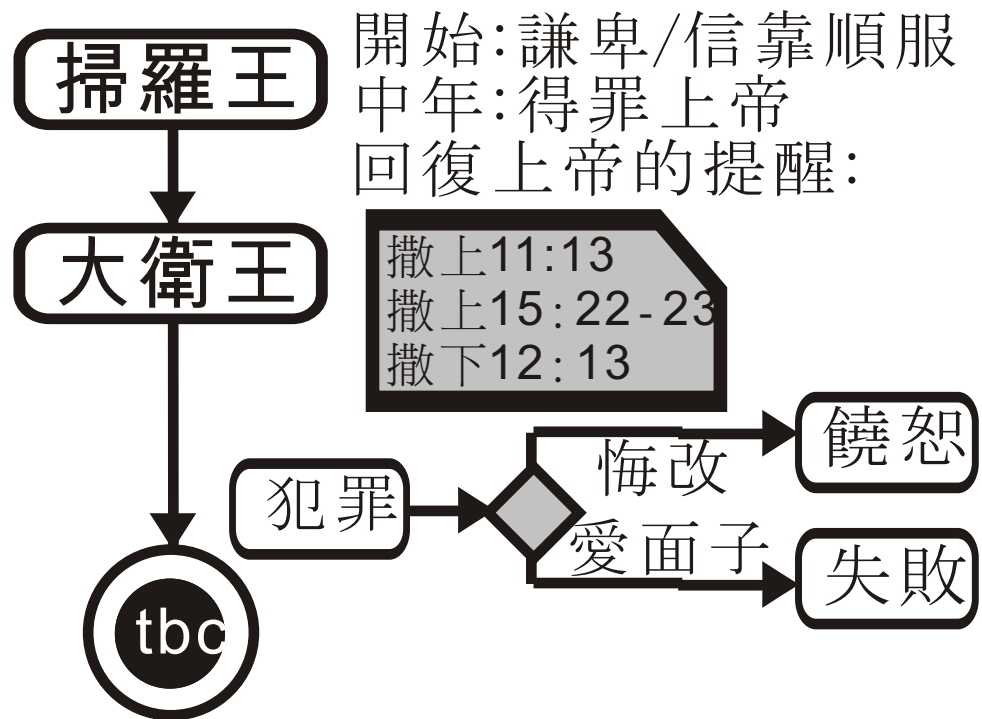 掃羅王
開始:謙卑/信靠順服
中年:得罪上帝
回復上帝的提醒:
大衛王
撒上11:13
撒上15:22-23
撒下12:13
饒恕
悔改
犯罪
愛面子
失敗
tbc